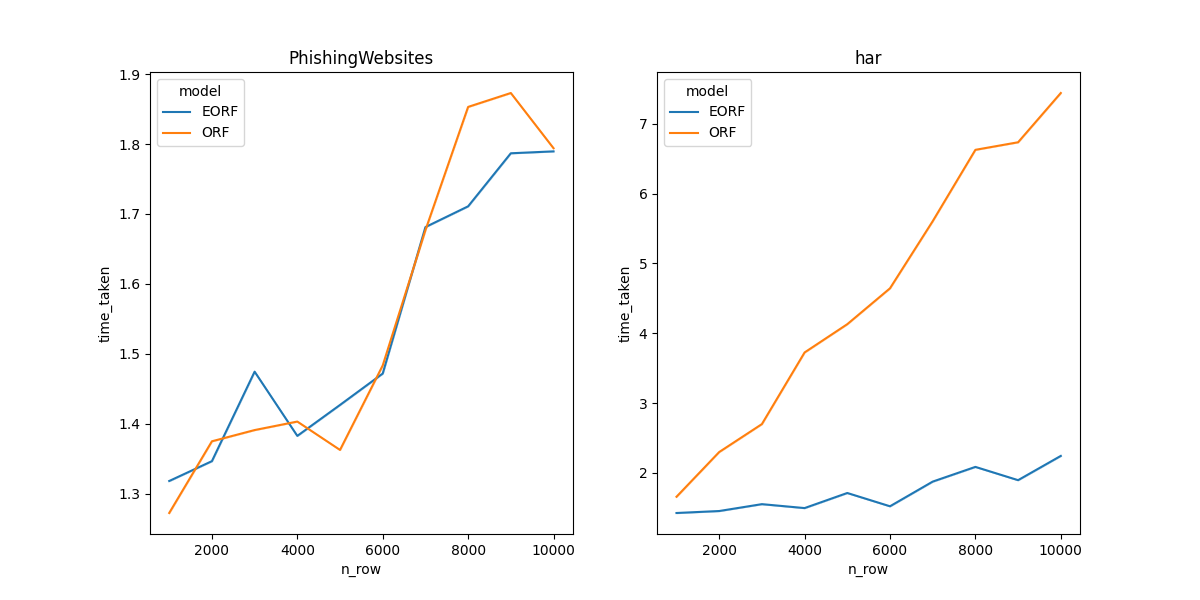 PhishingWebsites
model
EORF
ORF
time_taken
1.9
1.8
1.7
1.6
1.5
1.4
1.3
2000 4000 6000 8000 10000
n_row
har
model
EORF
ORF
time_taken
7
6
5
4
3
2
2000 4000 6000 8000 10000
n_row